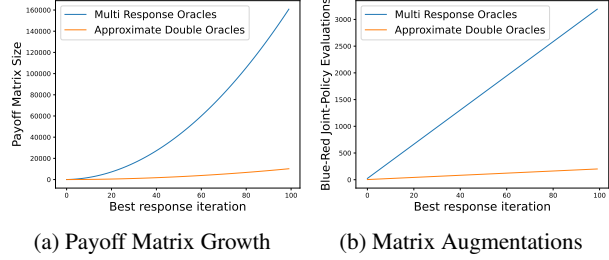 Multi Response Oracles
Approximate Double Oracles
Payoff Matrix Size
160000
140000
120000
100000
80000
60000
40000
20000
0
0 20 40 60 80 100
Best response iteration
(a) Payoff Matrix Growth
Multi Response Oracles
Approximate Double Oracles
Blue-Red Joint-Policy Evaluations
3000
2500
2000
1500
1000
500
0
0 20 40 60 80 100
Best response iteration
(b) Matrix Augmentations